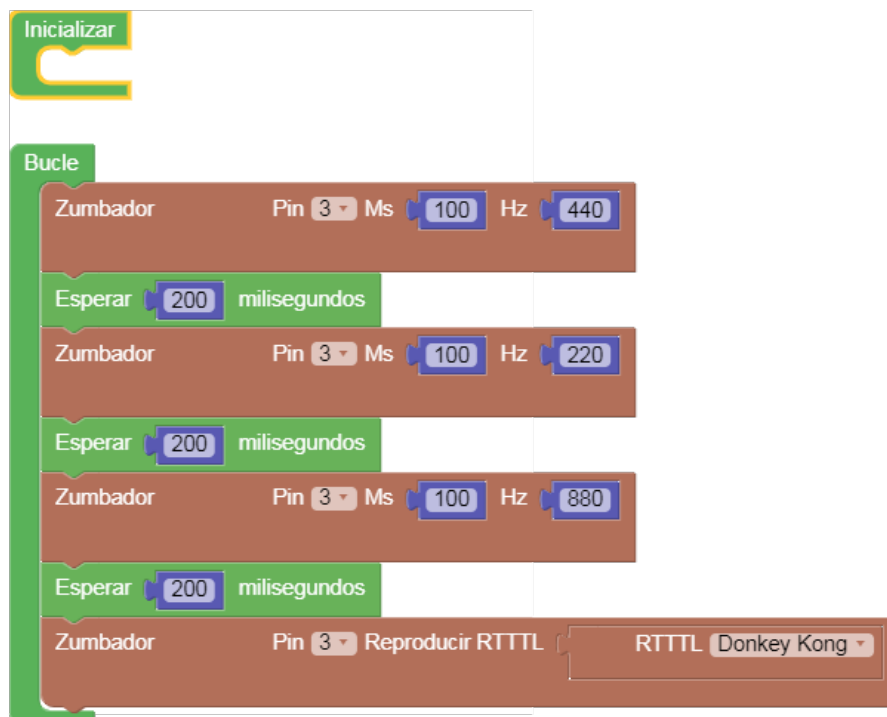 Inicializar
Bucle
Zumbador Pin 3 Ms 100 Hz 440
Esperar 200 milisegundos
Zumbador Pin 3 Ms 100 Hz 220
Esperar 200 milisegundos
Zumbador Pin 3 Ms 100 Hz 880
Esperar 200 milisegundos
Zumbador Pin 3 Reproducir RTTTL RTTTL Donkey Kong